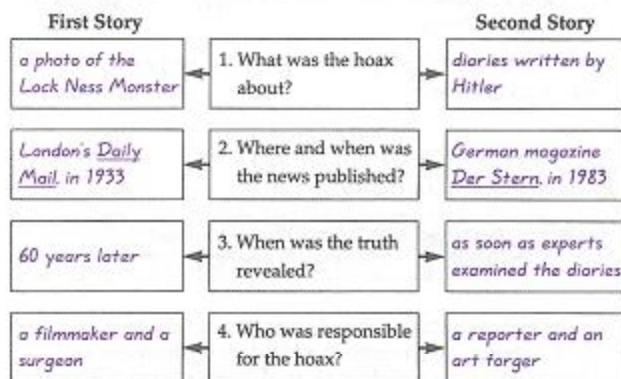 First Story
Second Story
a photo of the
Lock Ness Monster
1. What was the hoax
about?
diaries written by
Hitler
London's Daily
Mail, in 1933
2. Where and when was
the news published?
German magazine
Der Stern, in 1983
60 years later
3. When was the truth
revealed?
as soon as experts
examined the diaries
a filmmaker and a
surgeon
4. Who was responsible
for the hoax?
a reporter and an
art forger